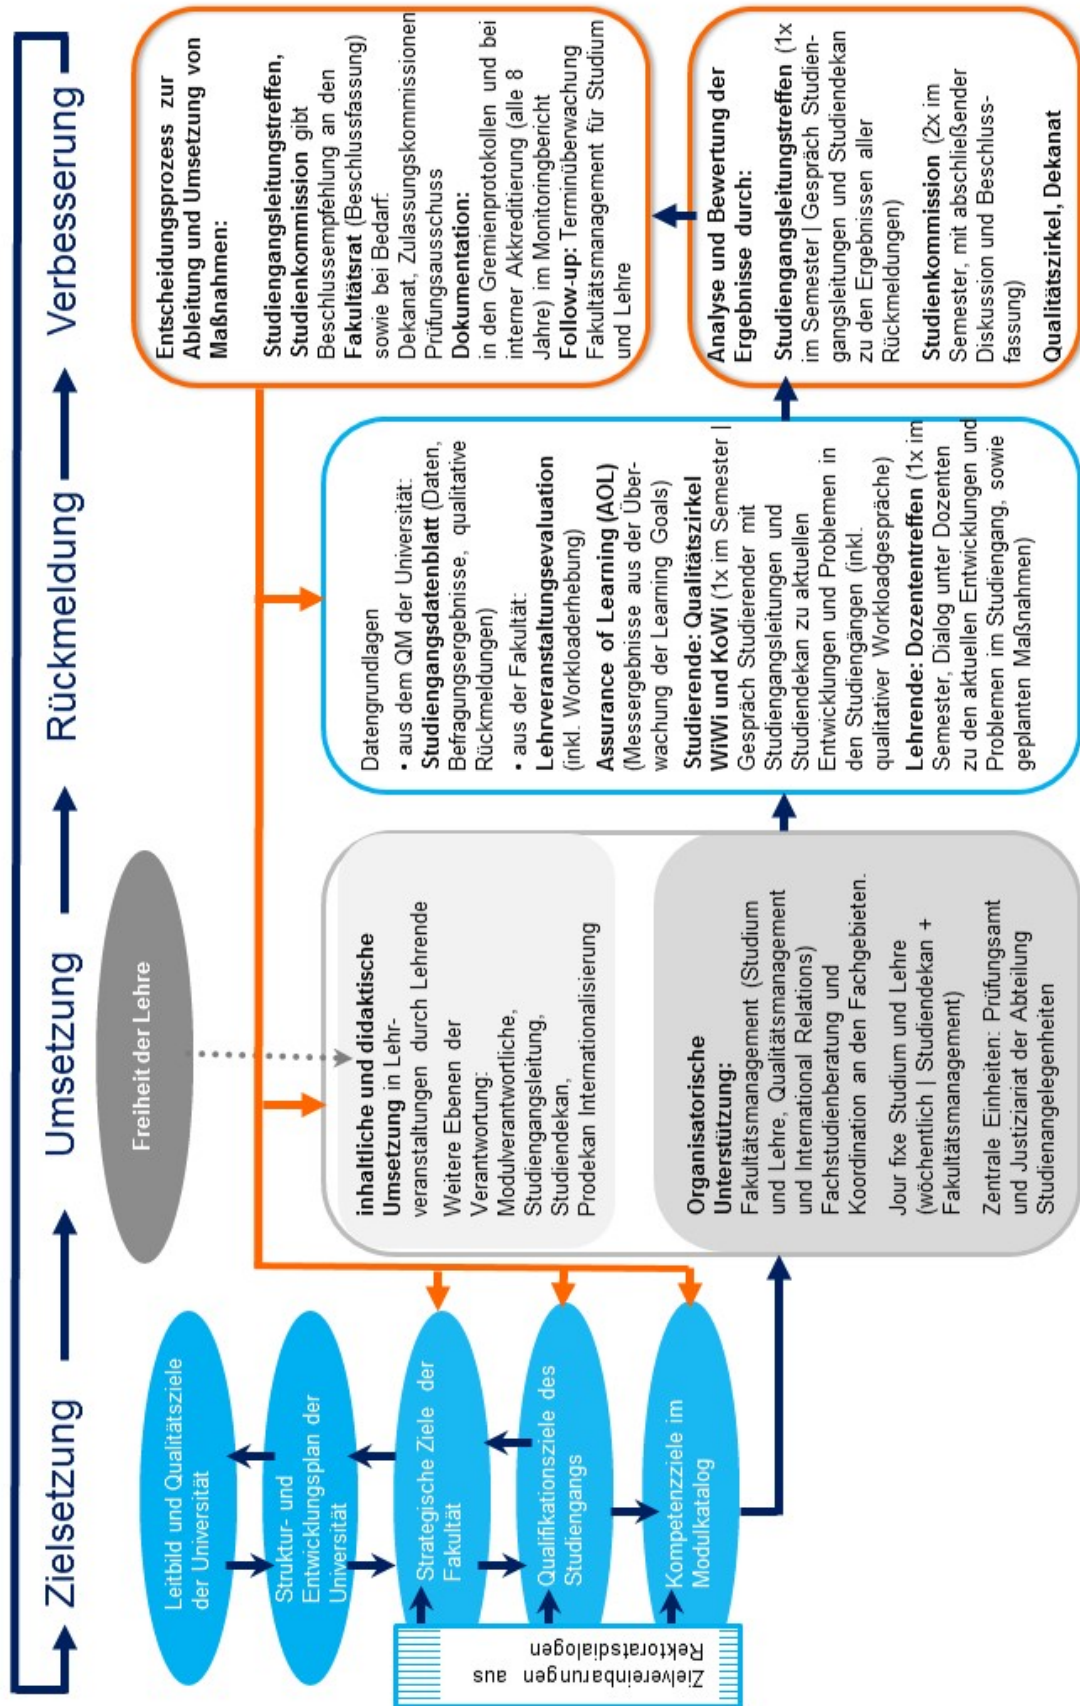 Zielsetzung
Umsetzung
Rückmeldung
Verbesserung
Leitbild und Qualitätsziele
der Universität
Struktur- und
Entwicklungsplan der
Universität
Strategische Ziele der
Fakultät
Qualifikationsziele des
Studiengangs
Kompetenzziele im
Modulkatalog
Zielvereinbarungen aus
Rektoratsdialogen
Freiheit der Lehre
inhaltliche und didaktische
Umsetzung in Lehr-
veranstaltungen durch Lehrende
Weitere Ebenen der
Verantwortung:
Modulverantwortliche,
Studiengangsleitung,
Studiendekan,
Prodekan Internationalisierung
Organisatorische
Unterstützung:
Fakultätsmanagement (Studium
und Lehre, Qualitätsmanagement
und International Relations)
Fachstudienberatung und
Koordination an den Fachgebieten.
Jour fixe Studium und Lehre
(wöchentlich | Studiendekan +
Fakultätsmanagement)
Zentrale Einheiten: Prüfungsamt
und Justiziariat der Abteilung
Studienangelegenheiten
Datengrundlagen
• aus dem QM der Universität:
Studiengangsdatenblatt (Daten,
Befragungsergebnisse, qualitative
Rückmeldungen)
• aus der Fakultät:
Lehrveranstaltungsevaluation
(inkl. Workloaderhebung)
Assurance of Learning (AOL)
(Messergebnisse aus der Über-
wachung der Learning Goals)
Studierende: Qualitätszirkel
WiWi und KoWi (1x im Semester |
Gespräch Studierender mit
Studiengangsleitungen und
Studiendekan zu aktuellen
Entwicklungen und Problemen in
den Studiengängen (inkl.
qualitativer Workloadgespräche)
Lehrende: Dozententreffen (1x im
Semester, Dialog unter Dozenten
zu den aktuellen Entwicklungen und
Problemen im Studiengang, sowie
geplanten Maßnahmen)
Entscheidungsprozess zur
Ableitung und Umsetzung von
Maßnahmen:
Studiengangsleitungstreffen,
Studienkommission gibt
Beschlussempfehlung an den
Fakultätsrat (Beschlussfassung)
sowie bei Bedarf:
Dekanat, Zulassungskommissionen
Prüfungsausschuss
Dokumentation:
in den Gremienprotokollen und bei
interner Akkreditierung (alle 8
Jahre) im Monitoringbericht
Follow-up: Terminüberwachung
Fakultätsmanagement für Studium
und Lehre
Analyse und Bewertung der
Ergebnisse durch:
Studiengangsleitungstreffen (1x
im Semester | Gespräch Studien-
gangsleitungen und Studiendekan
zu den Ergebnissen aller
Rückmeldungen)
Studienkommission (2x im
Semester, mit abschließender
Diskussion und Beschluss-
fassung)
Qualitätszirkel, Dekanat